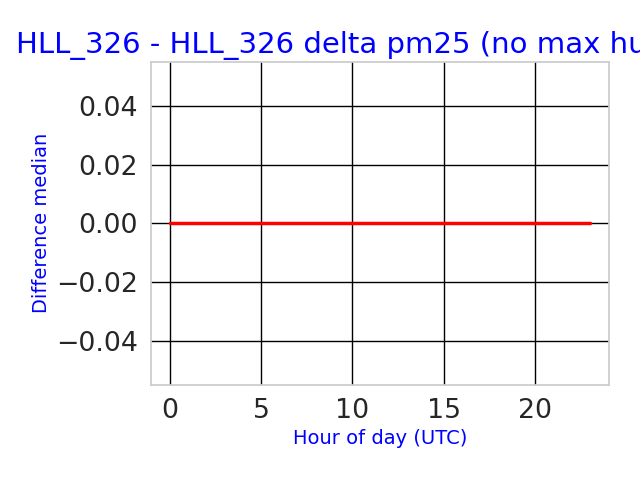 HLL_326 - HLL_326 delta pm25 (no max hu
0.04
0.02
0.00
−0.02
−0.04
Difference median
0 5 10 15 20
Hour of day (UTC)